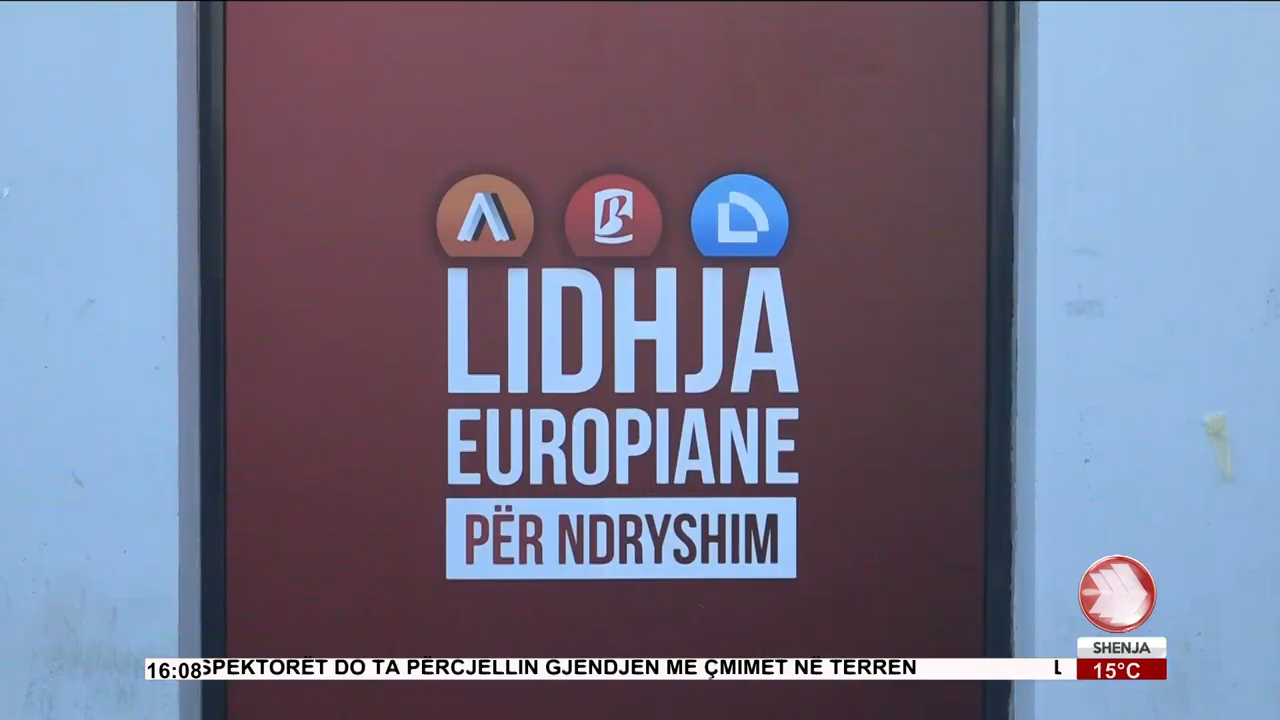 LIDHJA
EUROPIANE
PËR NDRYSHIM
SHENJA
16:08 SPEKTORËT DO TA PËRCJELLIN GJENDJEN ME ÇMIMET NË TERREN
15°C